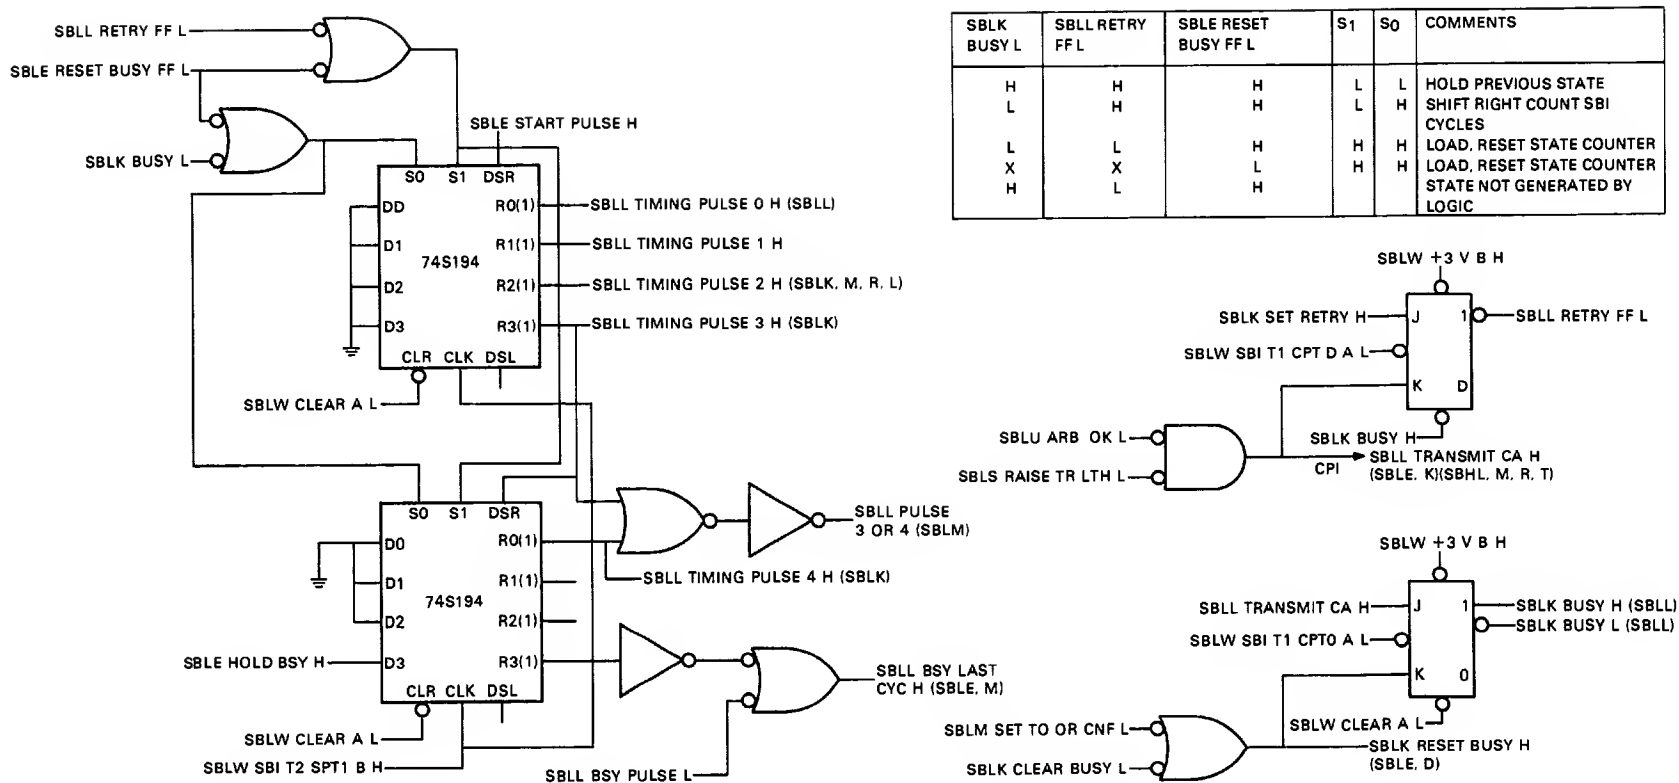 SBLL RETRY FF L
SBLE RESET BUSY FF L
SBLK BUSY L
SBLE START PULSE H
S0 S1 DSR
DD R0(1) SBLL TIMING PULSE 0 H (SBLL)
D1 R1(1) SBLL TIMING PULSE 1 H
74S194
D2 R2(1) SBLL TIMING PULSE 2 H (SBLK, M, R, L)
D3 R3(1) SBLL TIMING PULSE 3 H (SBLK)
CLR CLK DSL
SBLW CLEAR A L
S0 S1 DSR
D0 R0(1)
SBLL PULSE
3 OR 4 (SBLM)
SBLL TIMING PULSE 4 H (SBLK)
D1 R1(1)
74S194
D2 R2(1)
SBLE HOLD BSY H D3 R3(1)
SBLL BSY LAST
CYC H (SBLE, M)
CLR CLK DSL
SBLW CLEAR A L
SBLW SBI T2 SPT1 B H
SBLL BSY PULSE L
SBLK BUSY L SBLL RETRY FF L SBLE RESET BUSY FF L S1 S0 COMMENTS
H H H L L HOLD PREVIOUS STATE
L H H L H SHIFT RIGHT COUNT SBI
CYCLES
L L H H H LOAD, RESET STATE COUNTER
X X L H H LOAD, RESET STATE COUNTER
H L H STATE NOT GENERATED BY
LOGIC
SBLW +3 V B H
SBLK SET RETRY H J 1 SBLL RETRY FF L
SBLW SBI T1 CPT D A L
K D
SBLU ARB OK L
SBLK BUSY H
SBLS RAISE TR LTH L
CPI
SBLL TRANSMIT CA H
(SBLE, K)(SBHL, M, R, T)
SBLW +3 V B H
SBLL TRANSMIT CA H J 1 SBLK BUSY H (SBLL)
SBLK BUSY L (SBLL)
SBLW SBI T1 CPT0 A L
K 0
SBLW CLEAR A L
SBLM SET TO OR CNF L
SBLK RESET BUSY H
(SBLE, D)
SBLK CLEAR BUSY L